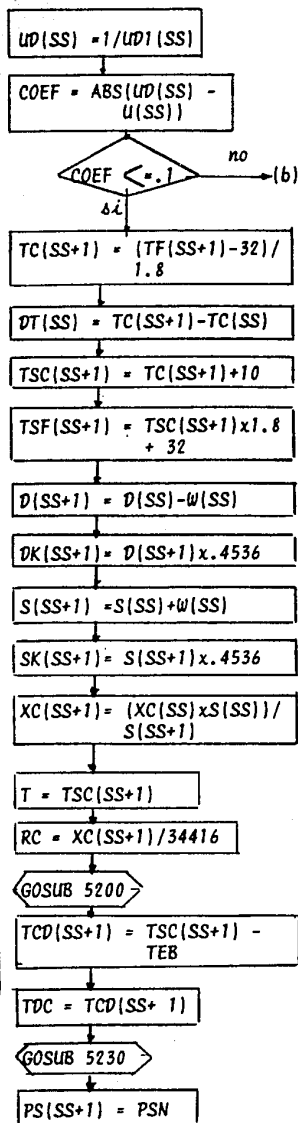 UD(SS) =1/UD1(SS)
COEF = ABS(UD(SS) -
U(SS))
COEF <=.1
no
(b)
si
TC(SS+1) = (TF(SS+1)-32)/
1.8
DT(SS) = TC(SS+1)-TC(SS)
TSC(SS+1) = TC(SS+1)+10
TSF(SS+1) = TSC(SS+1)x1.8
+ 32
D(SS+1) = D(SS)-W(SS)
DK(SS+1)= D(SS+1)x.4536
S(SS+1) =S(SS)+W(SS)
SK(SS+1)= S(SS+1)x.4536
XC(SS+1)= (XC(SS)xS(SS))/
S(SS+1)
T = TSC(SS+1)
RC = XC(SS+1)/34416
GOSUB 5200
TCD(SS+1) = TSC(SS+1) -
TEB
TDC = TCD(SS+ 1)
GOSUB 5230
PS(SS+1) = PSN